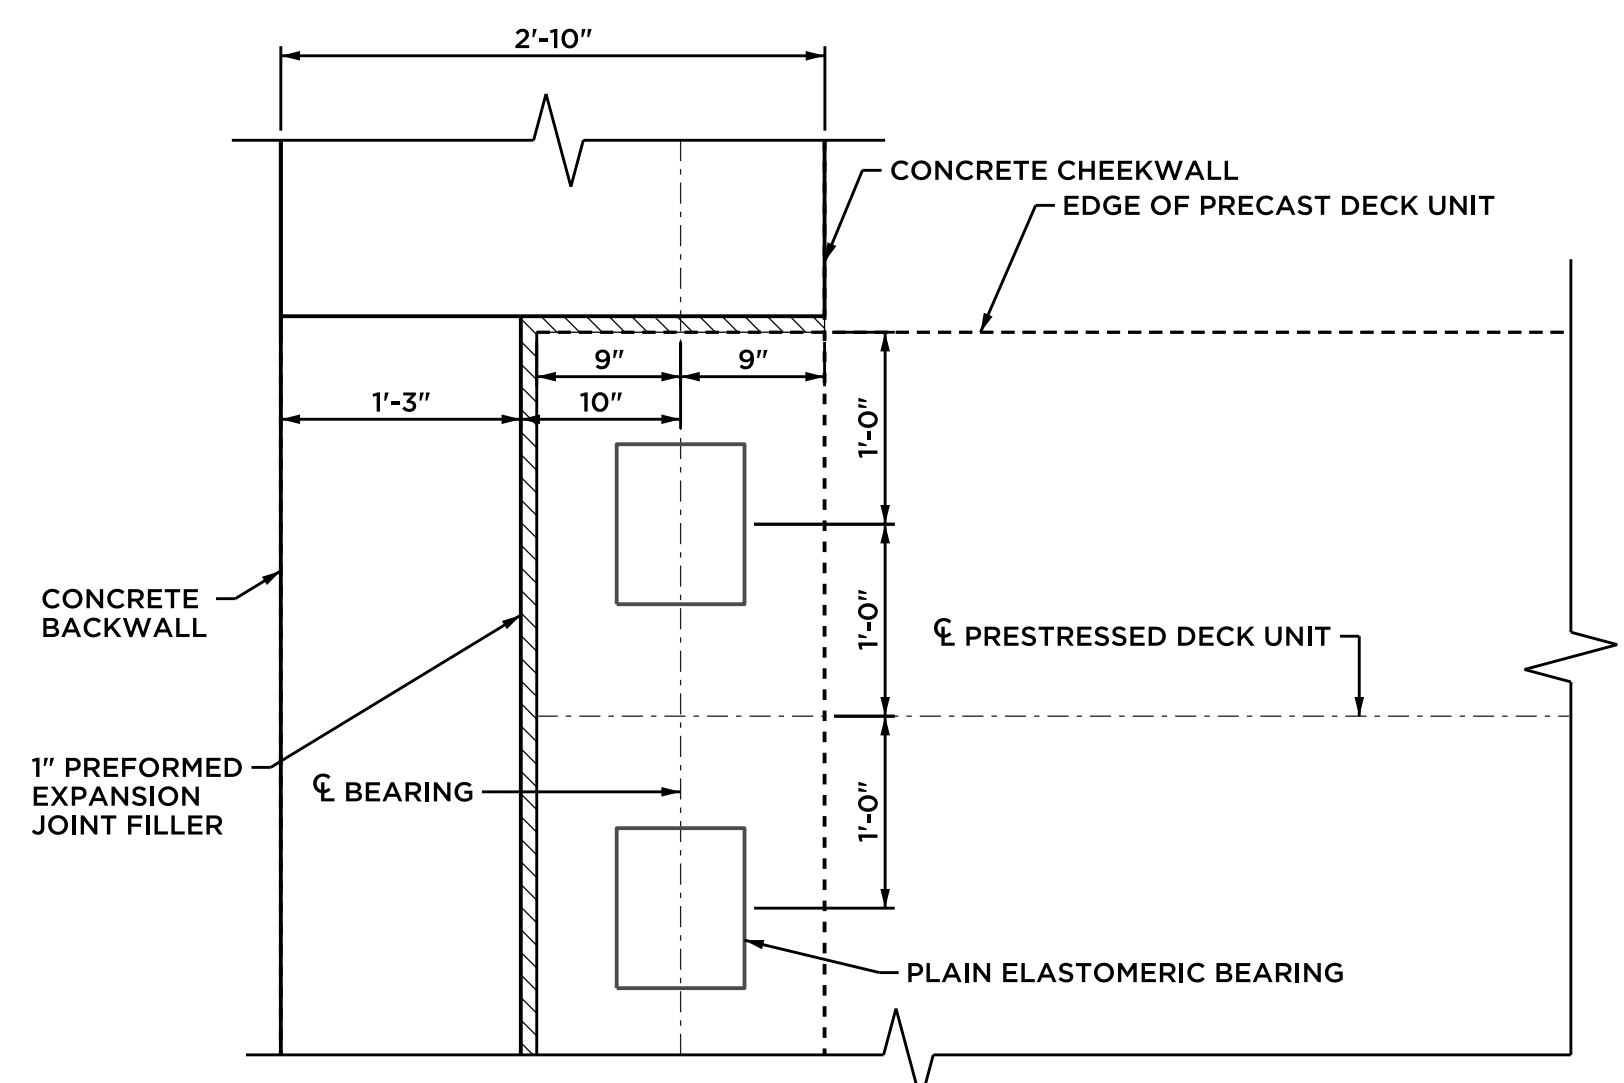 2'-10"
CONCRETE CHEEKWALL
EDGE OF PRECAST DECK UNIT
9"
9"
1'-3"
10"
1'-0"
CONCRETE
BACKWALL
1'-0"
℄ PRESTRESSED DECK UNIT
1" PREFORMED
EXPANSION
JOINT FILLER
℄ BEARING
1'-0"
PLAIN ELASTOMERIC BEARING